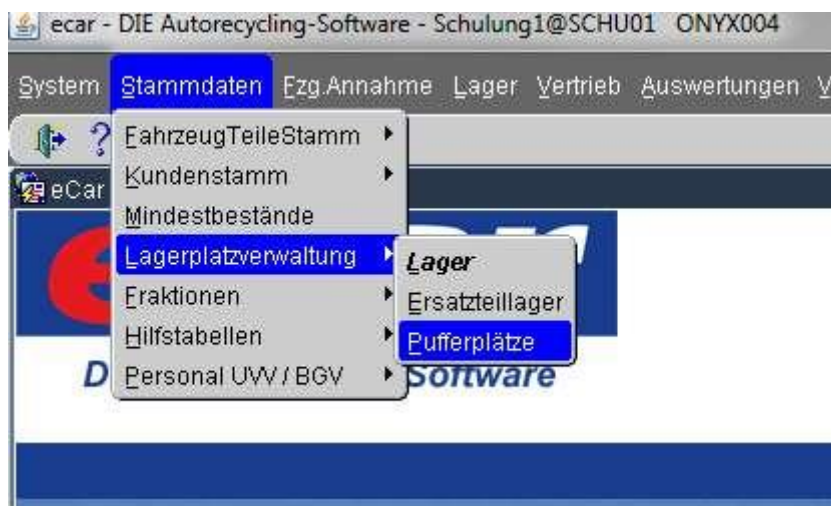 ecar - DIE Autorecycling-Software - Schulung1@SCHU01 ONYX004
System Stammdaten Fzg.Annahme Lager Vertrieb Auswertungen V
?
FahrzeugTeileStamm
eCar
Kundenstamm
Mindestbestände
Lagerplatzverwaltung
Lager
Fraktionen
Ersatzteillager
Hilfstabellen
Pufferplätze
Personal UVV / BGV
D Software